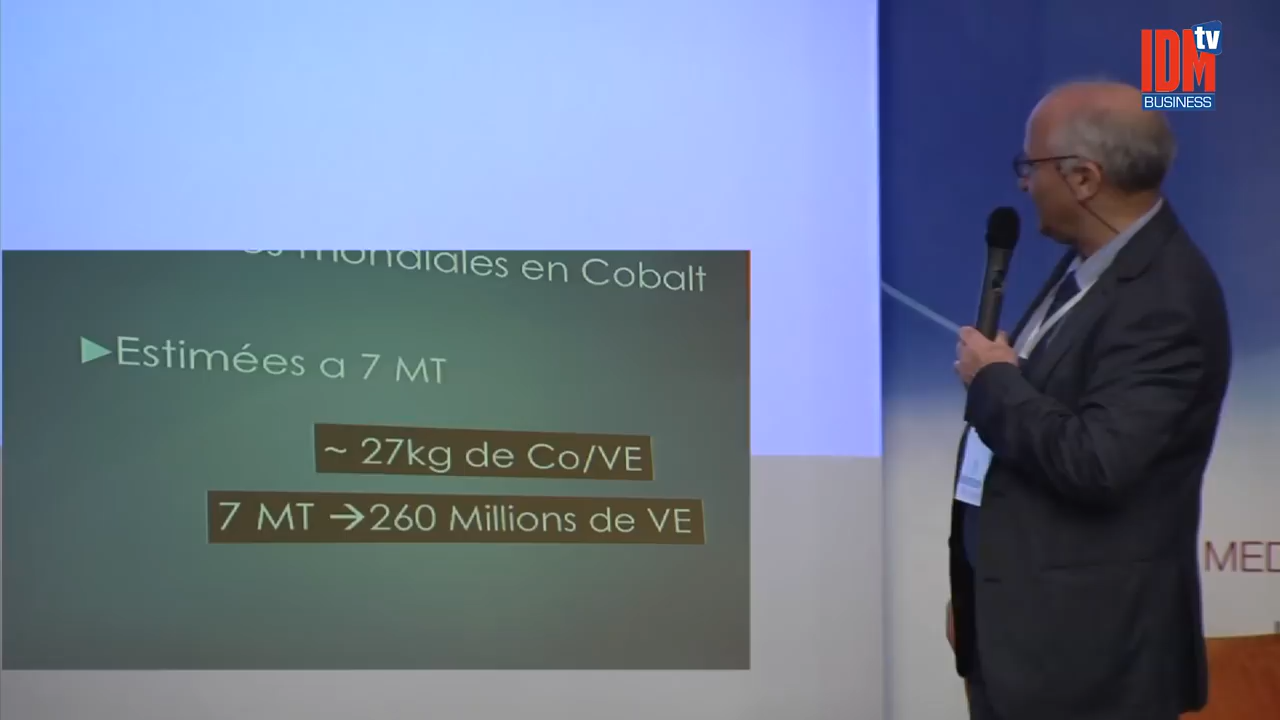 IDM tv
BUSINESS
mondiales en Cobalt
►Estimées a 7 MT
~ 27kg de Co/VE
7 MT →260 Millions de VE
MED